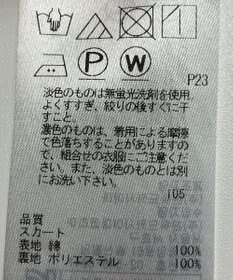 P
W
P23
淡色のものは無蛍光洗剤を使用
よくすすぎ、絞りの後すぐに干
すこと。
濃色のものは、着用による摩擦
で色落ちすることがありますの
で、組合せの衣服にご注意くだ
さい。また、淡色のものとは別
にお洗い下さい。
105
品質
スカート
表地 綿 100%
裏地 ポリエステル 100%